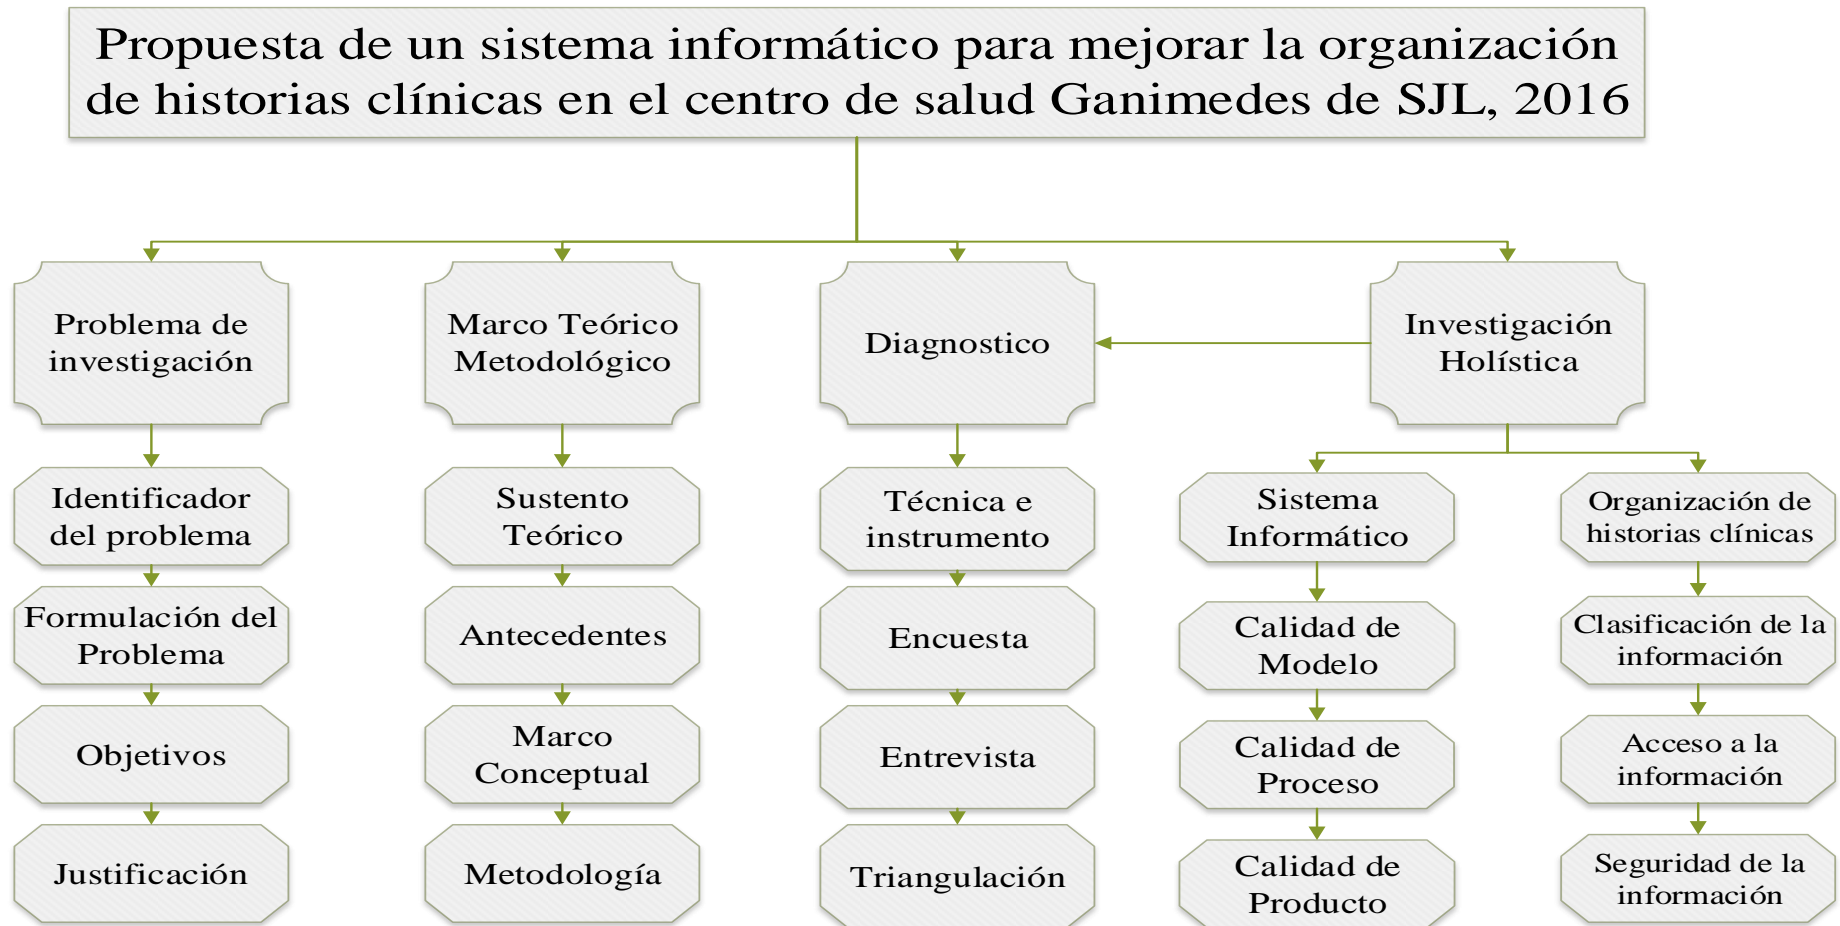 Propuesta de un sistema informático para mejorar la organización
de historias clínicas en el centro de salud Ganimedes de SJL, 2016
Problema de
investigación
Marco Teórico
Metodológico
Diagnostico
Investigación
Holística
Identificador
del problema
Formulación del
Problema
Objetivos
Justificación
Sustento
Teórico
Antecedentes
Marco
Conceptual
Metodología
Técnica e
instrumento
Encuesta
Entrevista
Triangulación
Sistema
Informático
Calidad de
Modelo
Calidad de
Proceso
Calidad de
Producto
Organización de
historias clínicas
Clasificación de la
información
Acceso a la
información
Seguridad de la
información